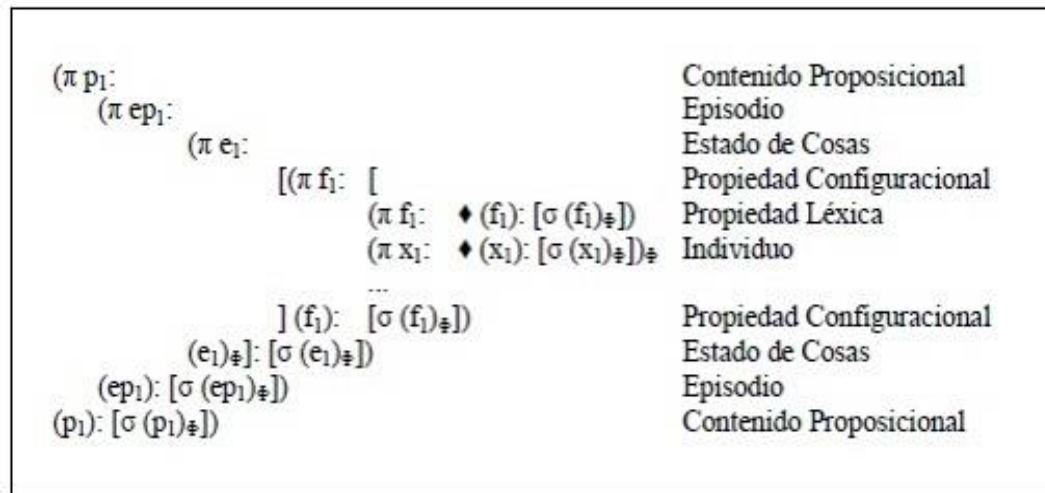 (π p₁: Contenido Proposicional
(π ep₁: Episodio
(π e₁: Estado de Cosas
[(π f₁: [ Propiedad Configuracional
(π f₁: ♦ (f₁): [σ (f₁)Φ]) Propiedad Léxica
(π x₁: ♦ (x₁): [σ (x₁)Φ])Φ Individuo
...
] (f₁): [σ (f₁)Φ]) Propiedad Configuracional
(e₁)Φ]: [σ (e₁)Φ]) Estado de Cosas
(ep₁): [σ (ep₁)Φ]) Episodio
(p₁): [σ (p₁)Φ]) Contenido Proposicional